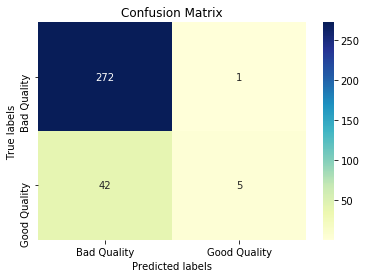 Confusion Matrix
True labels
Bad Quality
Good Quality
272
1
42
5
Bad Quality
Good Quality
Predicted labels
250
200
150
100
50